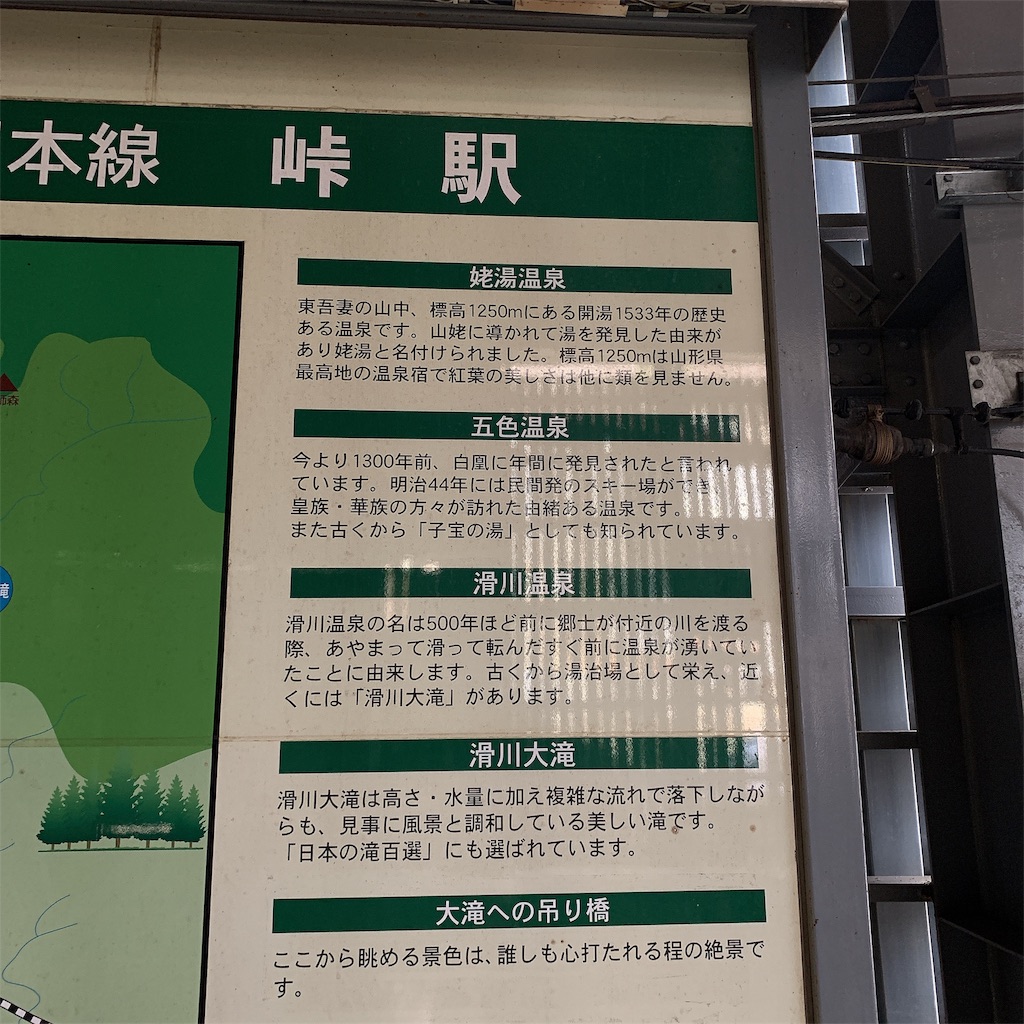 本線 峠 駅
姥湯温泉
東吾妻の山中、標高1250mにある開湯1533年の歴史
ある温泉です。山姥に導かれて湯を発見した由来が
あり姥湯と名付けられました。標高1250mは山形県
最高地の温泉宿で紅葉の美しさは他に類を見ません。
五色温泉
今より1300年前、白凰に年間に発見されたと言われ
ています。明治44年には民間発のスキー場ができ
皇族・華族の方々が訪れた由緒ある温泉です。
また古くから「子宝の湯」としても知られています。
滑川温泉
滑川温泉の名は500年ほど前に郷士が付近の川を渡る
際、あやまって滑って転んだすぐ前に温泉が湧いてい
たことに由来します。古くから湯治場として栄え、近
くには「滑川大滝」があります。
滑川大滝
滑川大滝は高さ・水量に加え複雑な流れで落下しなが
らも、見事に風景と調和している美しい滝です。
「日本の滝百選」にも選ばれています。
大滝への吊り橋
ここから眺める景色は、誰しも心打たれる程の絶景で
す。
滝